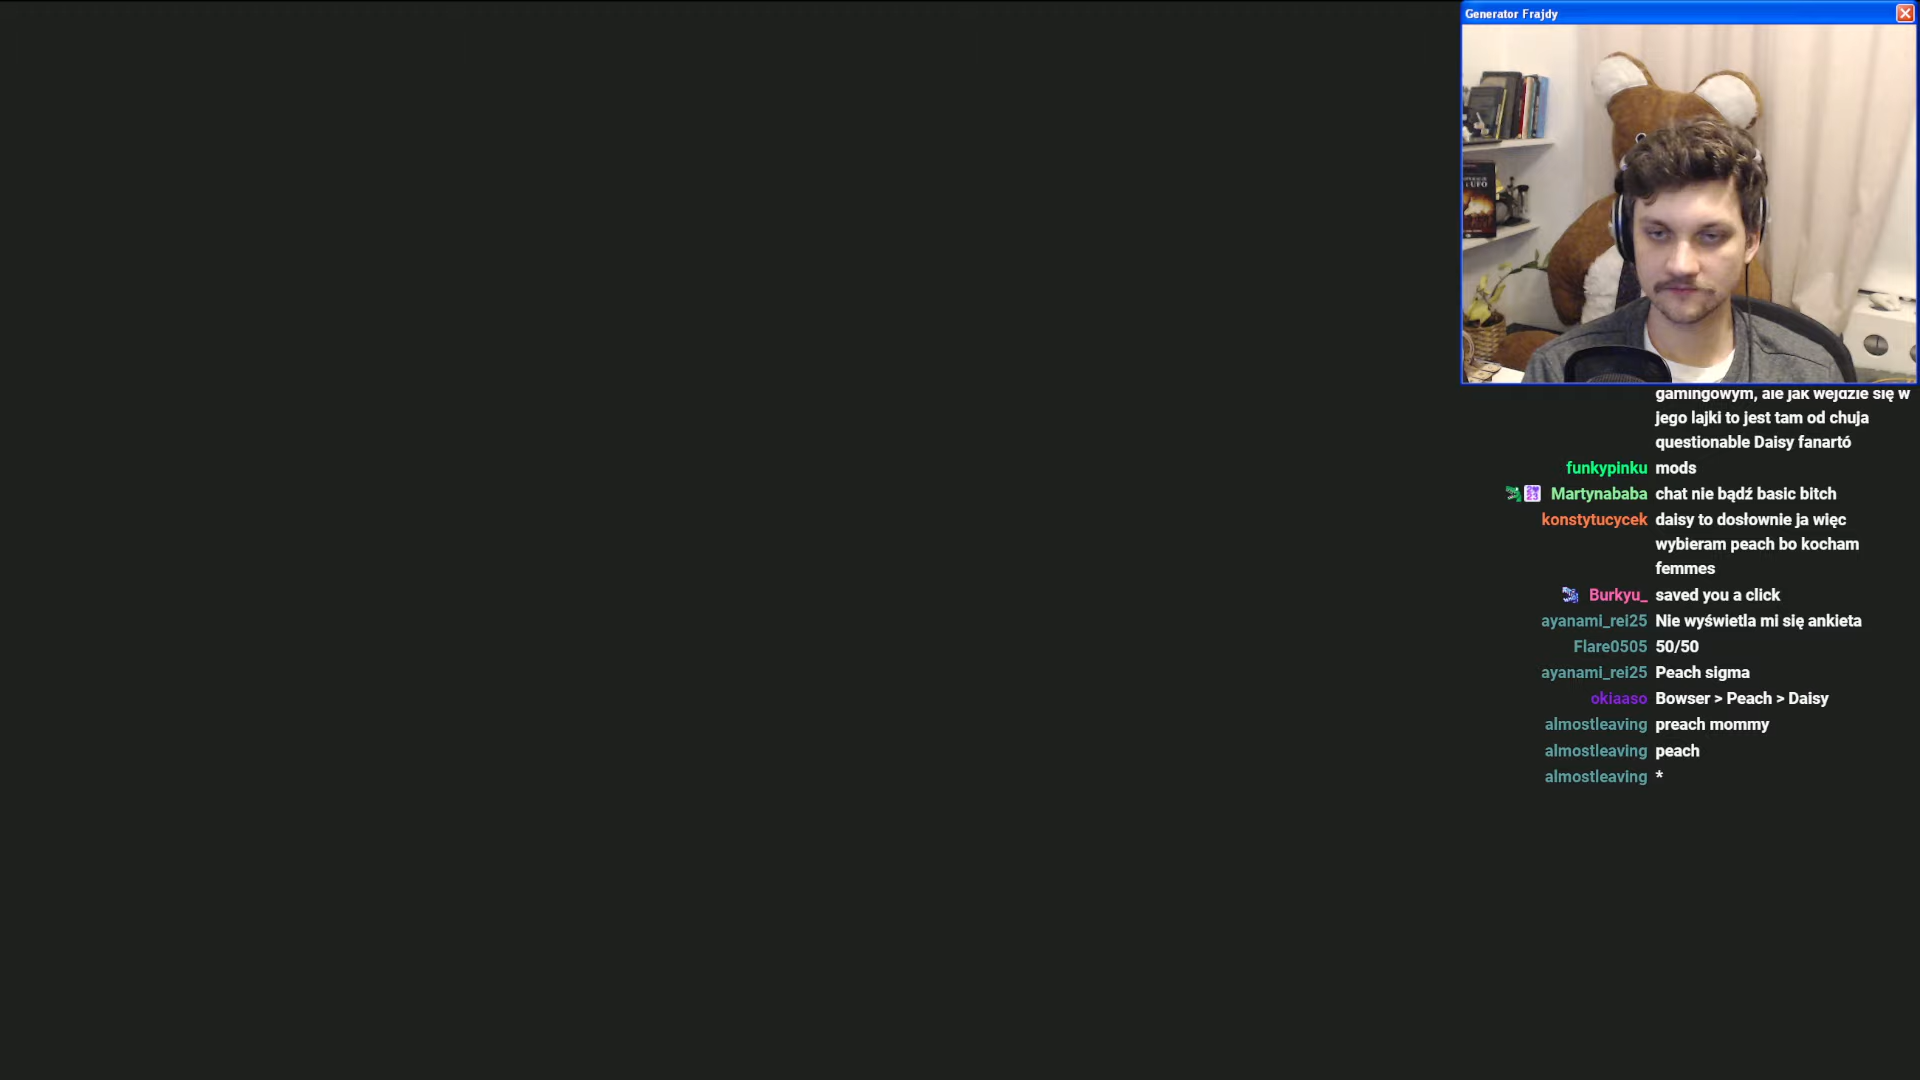 Generator Frajdy
gamingowym, ale jak wejdzie się w
jego lajki to jest tam od chuja
questionable Daisy fanartó
funkypinku mods
Martynababa chat nie bądź basic bitch
konstytucycek daisy to dosłownie ja więc
wybieram peach bo kocham
femmes
Burkyu_ saved you a click
ayanami_rei25 Nie wyświetla mi się ankieta
Flare0505 50/50
ayanami_rei25 Peach sigma
okiaaso Bowser > Peach > Daisy
almostleaving preach mommy
almostleaving peach
almostleaving *